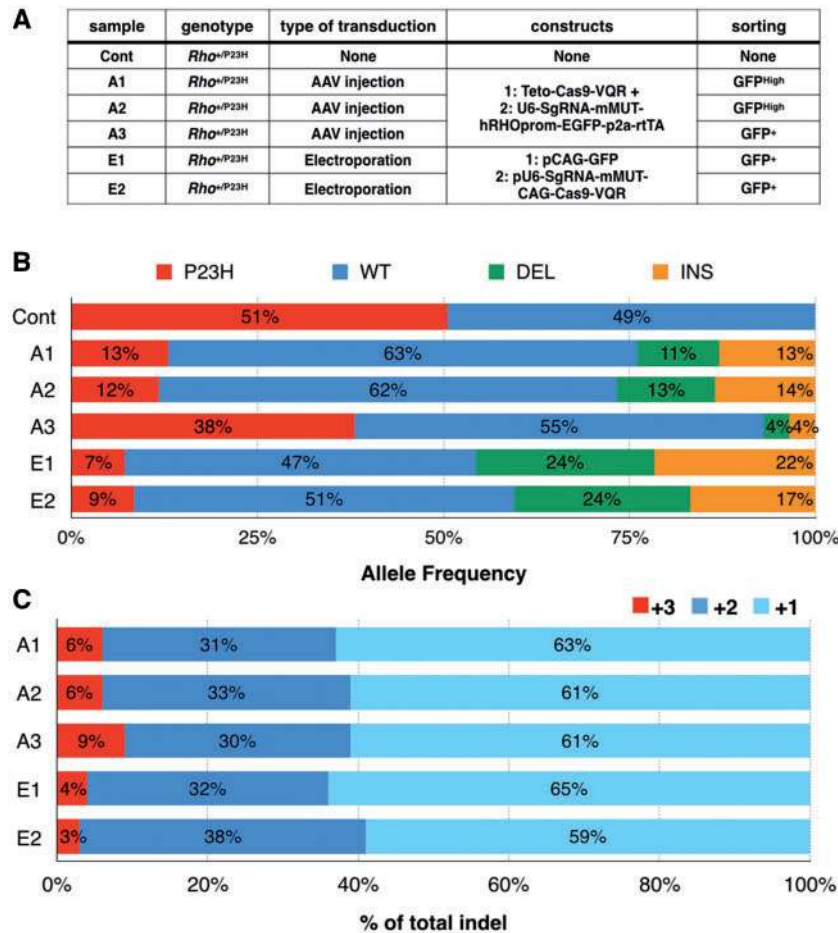 A
sample genotype type of transduction constructs sorting
Cont Rho+/P23H None None None
A1 Rho+/P23H AAV injection GFPHigh
1: Teto-Cas9-VQR +
A2 Rho+/P23H AAV injection 2: U6-SgRNA-mMUT- GFPHigh
hRHOprom-EGFP-p2a-rtTA
A3 Rho+/P23H AAV injection GFP+
E1 Rho+/P23H Electroporation 1: pCAG-GFP GFP+
2: pU6-SgRNA-mMUT-
E2 Rho+/P23H Electroporation CAG-Cas9-VQR GFP+
B
P23H WT DEL INS
Cont 51% 49%
A1 13% 63% 11% 13%
A2 12% 62% 13% 14%
A3 38% 55% 4% 4%
E1 7% 47% 24% 22%
E2 9% 51% 24% 17%
0% 25% 50% 75% 100%
Allele Frequency
C
+3 +2 +1
A1 6% 31% 63%
A2 6% 33% 61%
A3 9% 30% 61%
E1 4% 32% 65%
E2 3% 38% 59%
0% 20% 40% 60% 80% 100%
% of total indel